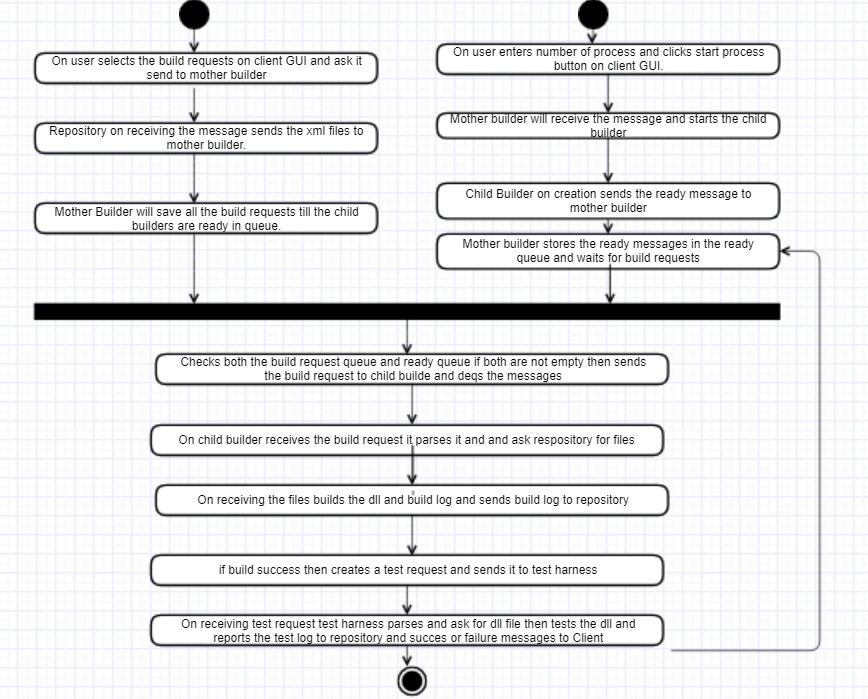 On user selects the build requests on client GUI and ask it
send to mother builder
Repository on receiving the message sends the xml files to
mother builder.
Mother Builder will save all the build requests till the child
builders are ready in queue.
On user enters number of process and clicks start process
button on client GUI.
Mother builder will receive the message and starts the child
builder
Child Builder on creation sends the ready message to
mother builder
Mother builder stores the ready messages in the ready
queue and waits for build requests
Checks both the build request queue and ready queue if both are not empty then sends
the build request to child builde and deqs the messages
On child builder receives the build request it parses it and and ask respository for files
On receiving the files builds the dll and build log and sends build log to repository
if build success then creates a test request and sends it to test harness
On receiving test request test harness parses and ask for dll file then tests the dll and
reports the test log to repository and succes or failure messages to Client